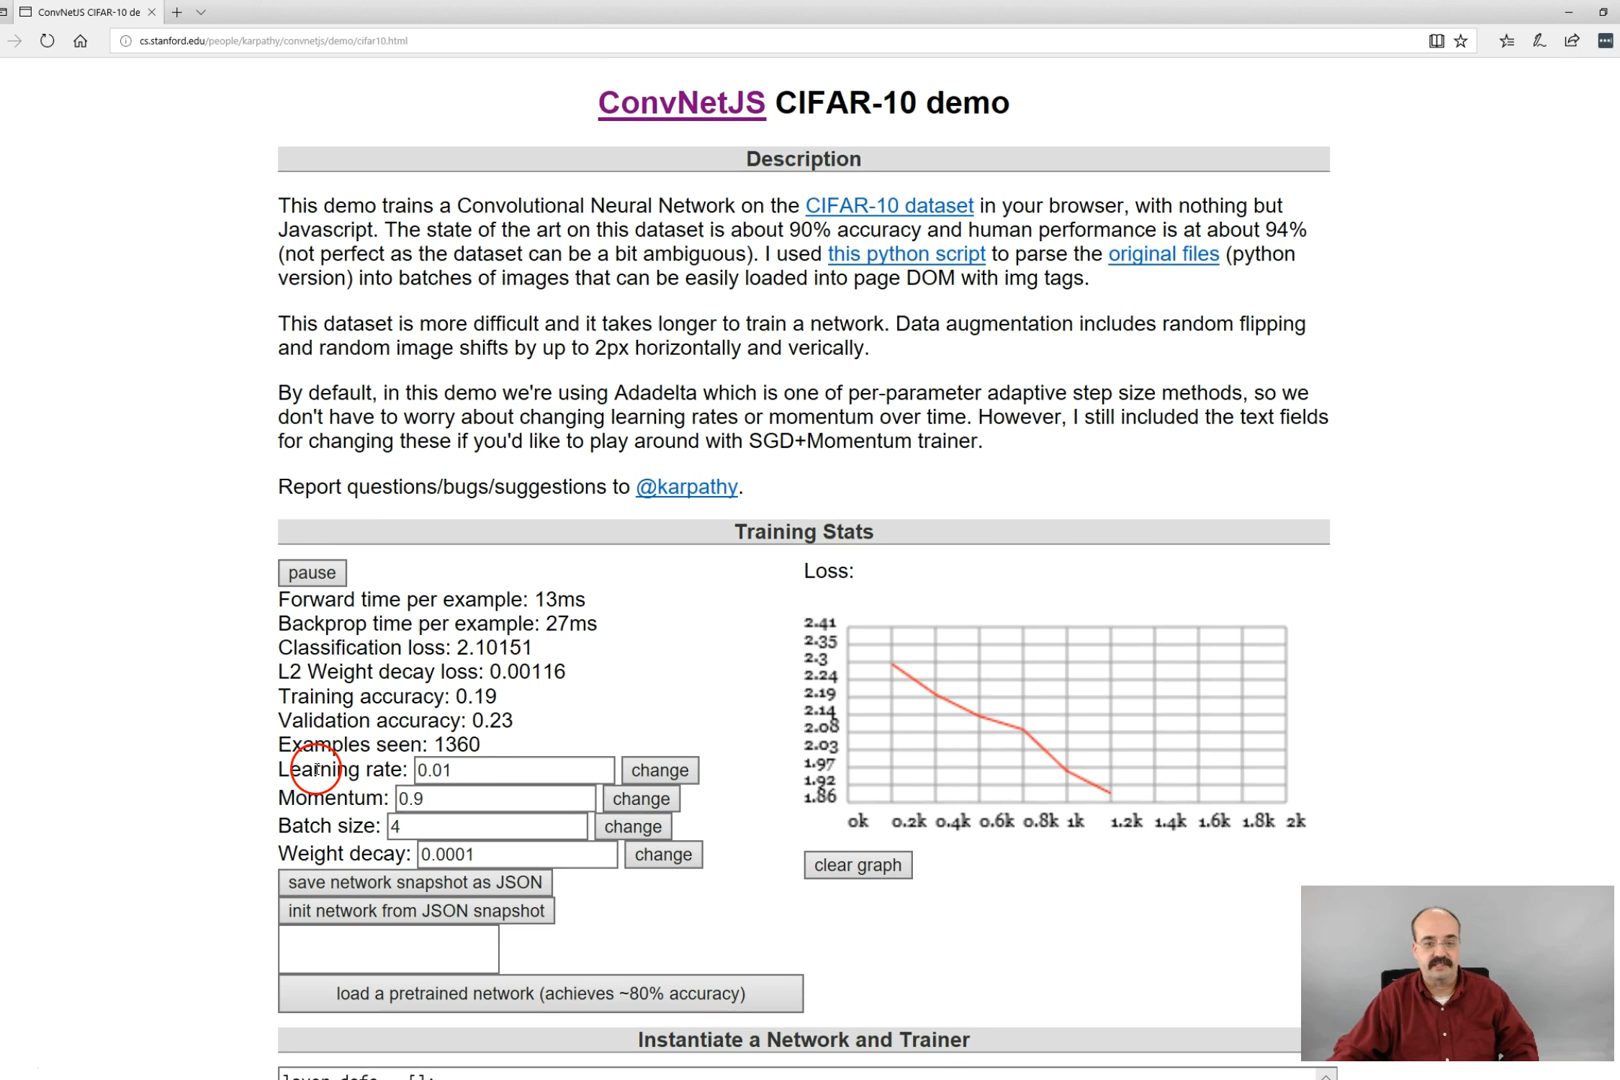 ConvNetJS CIFAR-10 de
cs.stanford.edu/people/karpathy/convnetjs/demo/cifar10.html
ConvNetJS CIFAR-10 demo
Description
This demo trains a Convolutional Neural Network on the CIFAR-10 dataset in your browser, with nothing but
Javascript. The state of the art on this dataset is about 90% accuracy and human performance is at about 94%
(not perfect as the dataset can be a bit ambiguous). I used this python script to parse the original files (python
version) into batches of images that can be easily loaded into page DOM with img tags.
This dataset is more difficult and it takes longer to train a network. Data augmentation includes random flipping
and random image shifts by up to 2px horizontally and verically.
By default, in this demo we're using Adadelta which is one of per-parameter adaptive step size methods, so we
don't have to worry about changing learning rates or momentum over time. However, I still included the text fields
for changing these if you'd like to play around with SGD+Momentum trainer.
Report questions/bugs/suggestions to @karpathy.
Training Stats
pause
Forward time per example: 13ms
Backprop time per example: 27ms
Classification loss: 2.10151
L2 Weight decay loss: 0.00116
Training accuracy: 0.19
Validation accuracy: 0.23
Examples seen: 1360
Learning rate: 0.01 change
Momentum: 0.9 change
Batch size: 4 change
Weight decay: 0.0001 change
save network snapshot as JSON
init network from JSON snapshot
load a pretrained network (achieves ~80% accuracy)
Loss:
2.41
2.35
2.3
2.24
2.19
2.14
2.08
2.03
1.97
1.92
1.86
0k 0.2k 0.4k 0.6k 0.8k 1k 1.2k 1.4k 1.6k 1.8k 2k
clear graph
Instantiate a Network and Trainer